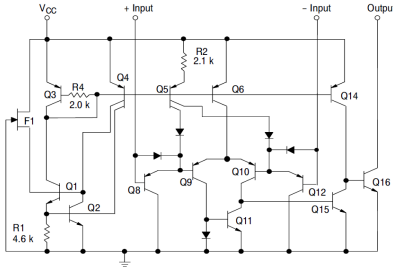 VCC + Input - Input Output
R2
2.1 k
Q3 R4 Q4 Q5 Q6 Q14
2.0 k
F1
Q1 Q8 Q9 Q10 Q12 Q16
Q2 Q11 Q15
R1
4.6 k